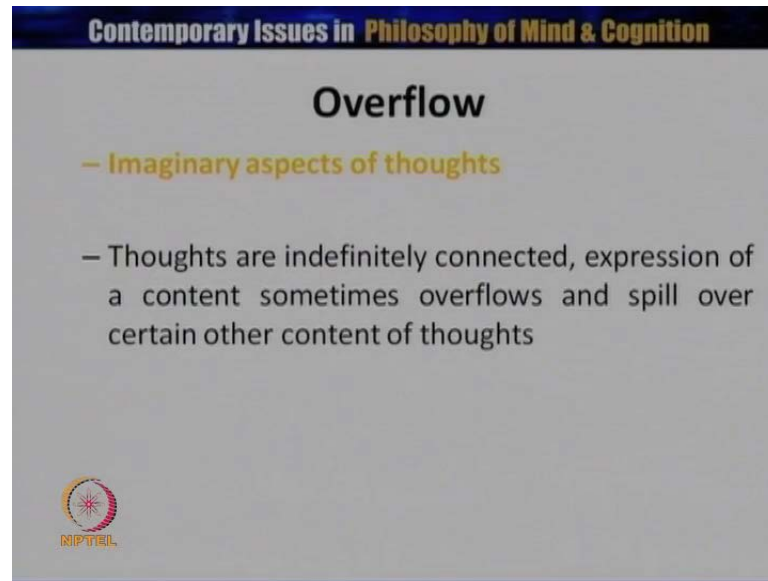 Contemporary Issues in Philosophy of Mind & Cognition
Overflow
– Imaginary aspects of thoughts
– Thoughts are indefinitely connected, expression of
a content sometimes overflows and spill over
certain other content of thoughts
NPTEL